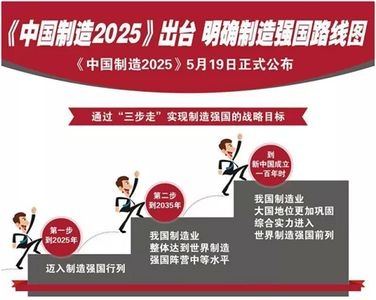 《中国制造2025》出台 明确制造强国路线图
《中国制造2025》5月19日正式公布
通过“三步走”实现制造强国的战略目标
第一步
到2025年
迈入制造强国行列
第二步
到2035年
我国制造业
整体达到世界制造
强国阵营中等水平
到
新中国成立
一百年时
我国制造业
大国地位更加巩固
综合实力进入
世界制造强国前列